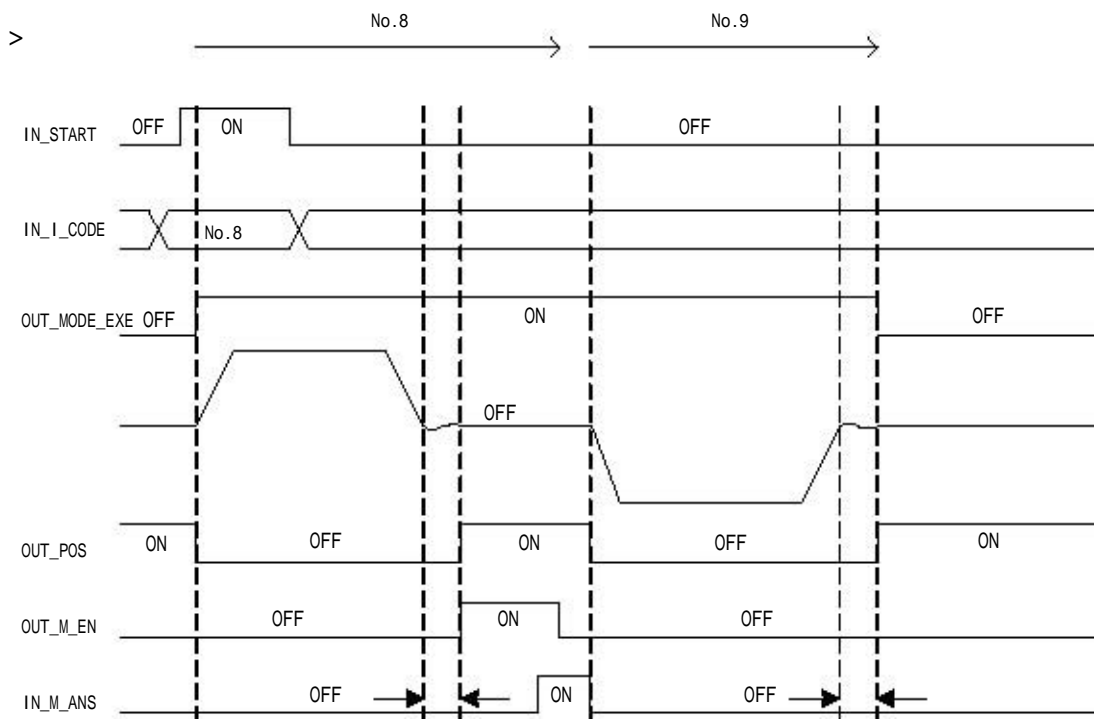 No.8 No.9
>
IN_START OFF ON OFF
IN_I_CODE No.8
OUT_MODE_EXE OFF ON OFF
OFF
OUT_POS ON OFF ON OFF ON
OUT_M_EN OFF ON OFF
IN_M_ANS OFF ON OFF